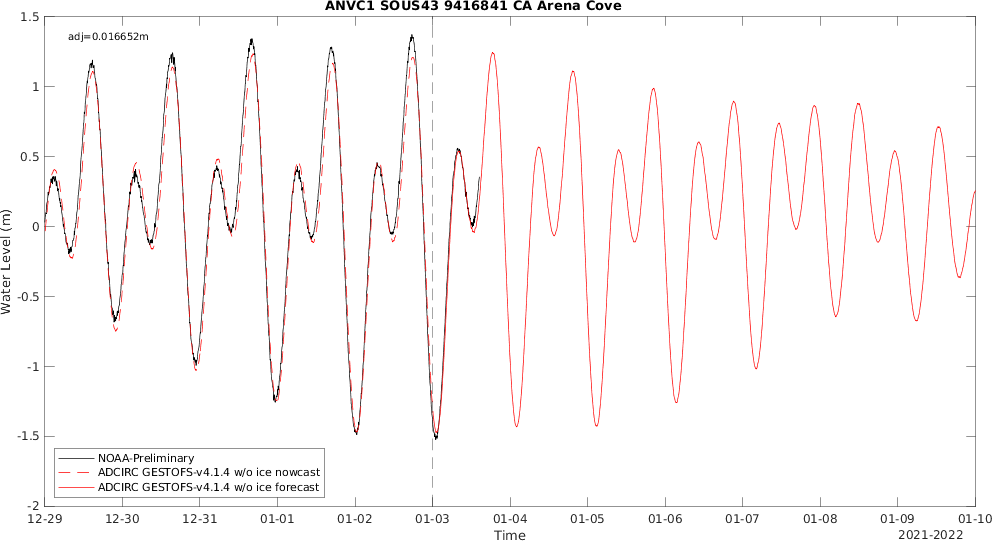 ANVC1 SOUS43 9416841 CA Arena Cove
adj=0.016652m
1.5
1
0.5
0
-0.5
-1
-1.5
-2
Water Level (m)
NOAA-Preliminary
ADCIRC GESTOFS-v4.1.4 w/o ice nowcast
ADCIRC GESTOFS-v4.1.4 w/o ice forecast
12-29 12-30 12-31 01-01 01-02 01-03 01-04 01-05 01-06 01-07 01-08 01-09 01-10
Time
2021-2022